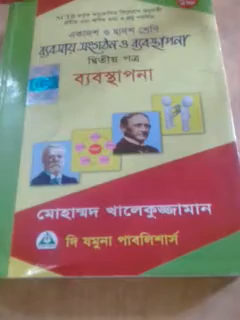 একাদশ ও দ্বাদশ শ্রেণি
ব্যবসায় সংগঠন ও ব্যবস্থাপনা
দ্বিতীয় পত্র
ব্যবস্থাপনা
মোহাম্মদ খালেকুজ্জামান
দি যমুনা পাবলিশার্স